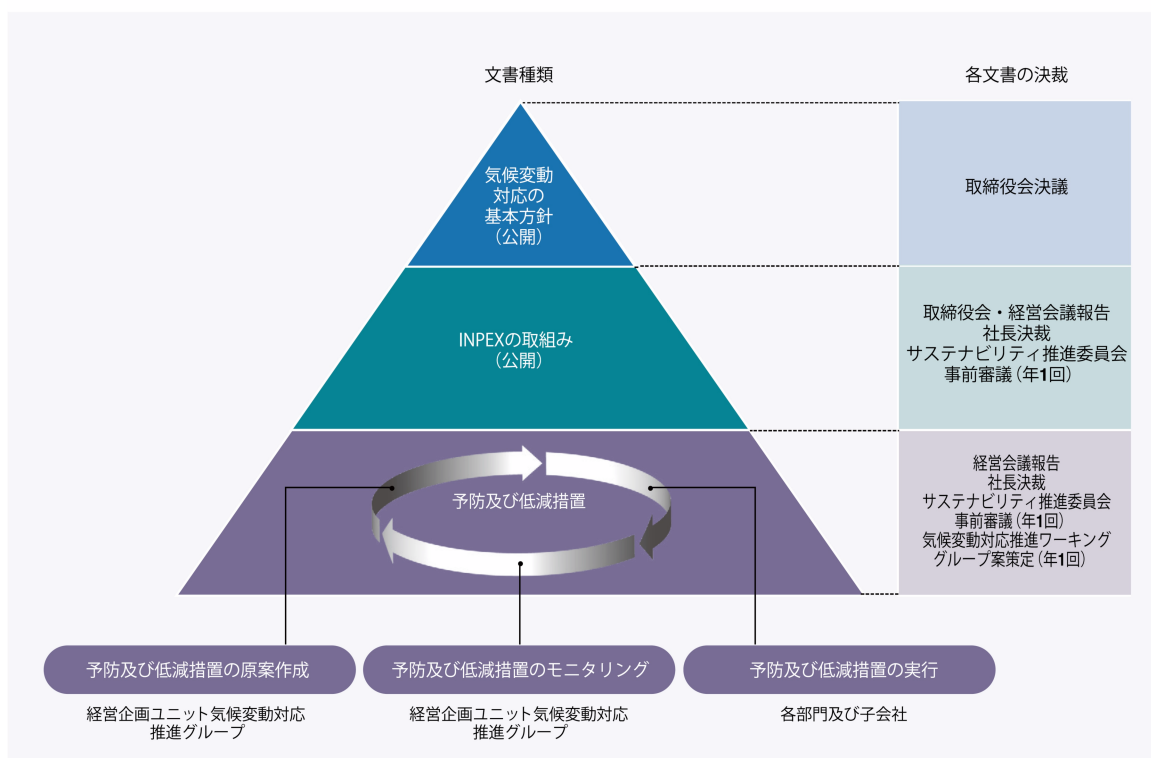 文書種類
各文書の決裁
気候変動
対応の
基本方針
（公開）
取締役会決議
INPEXの取組み
（公開）
取締役会・経営会議報告
社長決裁
サステナビリティ推進委員会
事前審議（年1回）
予防及び低減措置
経営会議報告
社長決裁
サステナビリティ推進委員会
事前審議（年1回）
気候変動対応推進ワーキング
グループ案策定（年1回）
予防及び低減措置の原案作成
経営企画ユニット気候変動対応
推進グループ
予防及び低減措置のモニタリング
経営企画ユニット気候変動対応
推進グループ
予防及び低減措置の実行
各部門及び子会社